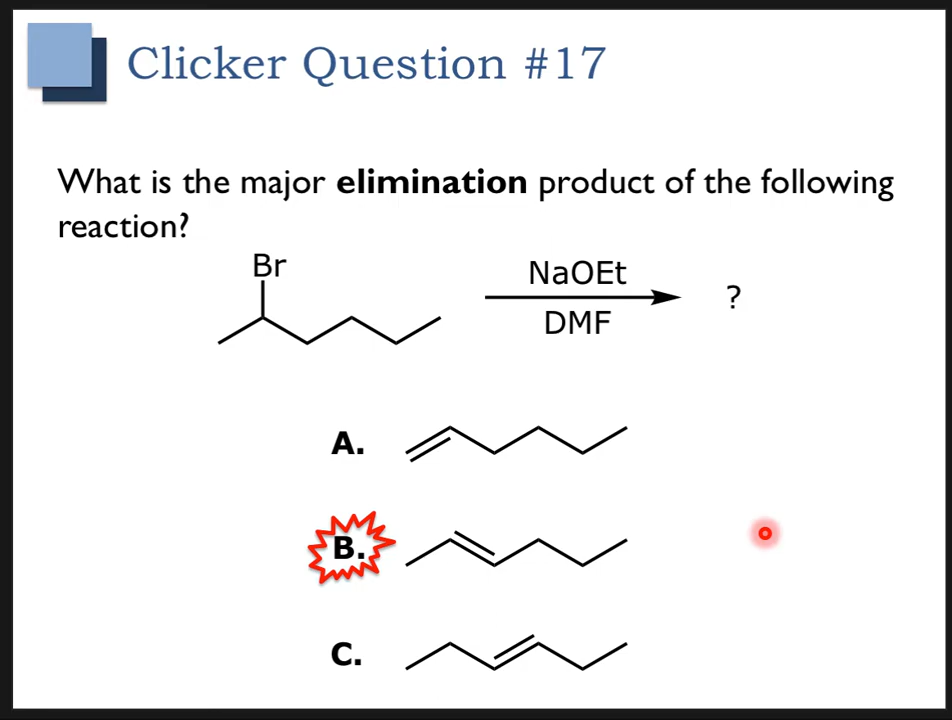 Clicker Question #17
What is the major elimination product of the following
reaction?
Br
NaOEt
DMF
?
A.
B.
C.